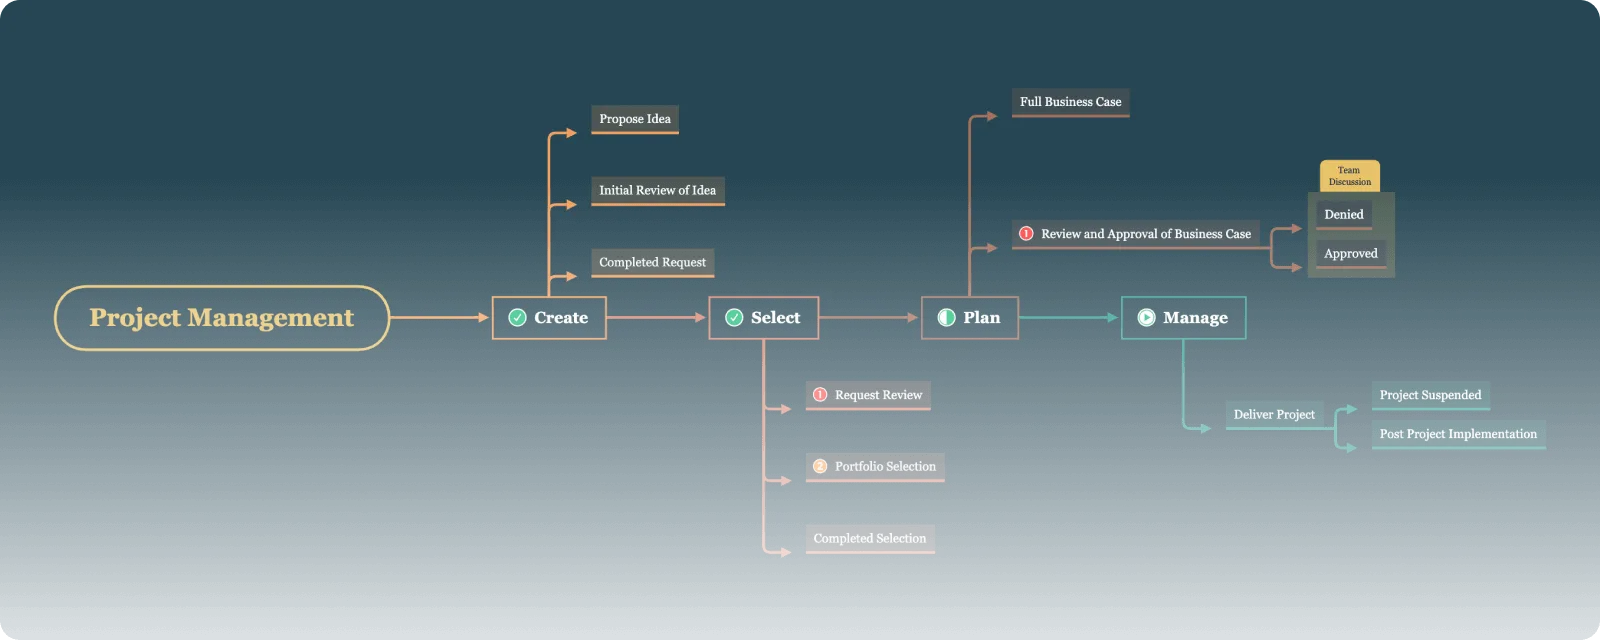 Project Management
Create
Propose Idea
Initial Review of Idea
Completed Request
Select
! Request Review
2 Portfolio Selection
Completed Selection
Plan
Full Business Case
! Review and Approval of Business Case
Team
Discussion
Denied
Approved
Manage
Deliver Project
Project Suspended
Post Project Implementation